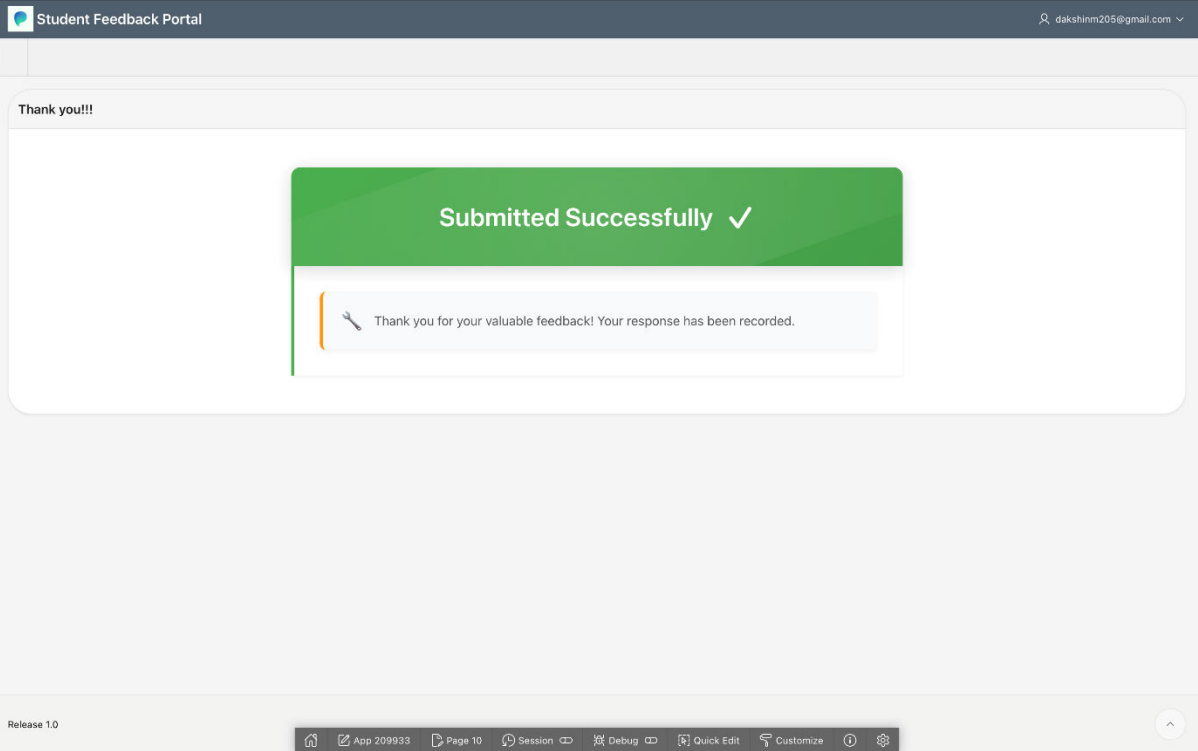 Student Feedback Portal
dakshinm205@gmail.com
Thank you!!!
Submitted Successfully
Thank you for your valuable feedback! Your response has been recorded.
Release 1.0
App 209933 Page 10 Session Debug Quick Edit Customize